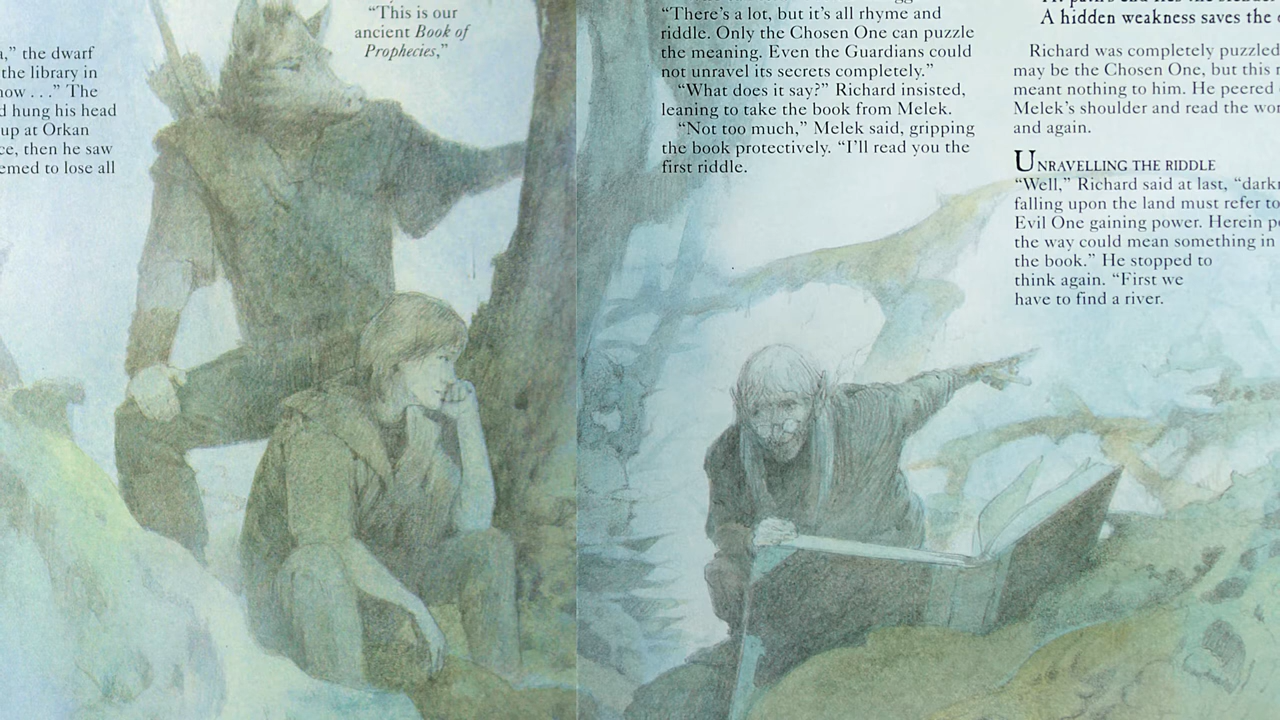 ,” the dwarf
the library in
ow . . .” The
d hung his head
up at Orkan
ce, then he saw
emed to lose all
“This is our
ancient Book of
Prophecies,”
“There’s a lot, but it’s all rhyme and
riddle. Only the Chosen One can puzzle
the meaning. Even the Guardians could
not unravel its secrets completely.”
“What does it say?” Richard insisted,
leaning to take the book from Melek.
“Not too much,” Melek said, gripping
the book protectively. “I’ll read you the
first riddle.
A hidden weakness saves the
Richard was completely puzzled
may be the Chosen One, but this
meant nothing to him. He peered
Melek’s shoulder and read the wo
and again.
UNRAVELLING THE RIDDLE
“Well,” Richard said at last, “dark
falling upon the land must refer to
Evil One gaining power. Herein p
the way could mean something in
the book.” He stopped to
think again. “First we
have to find a river.